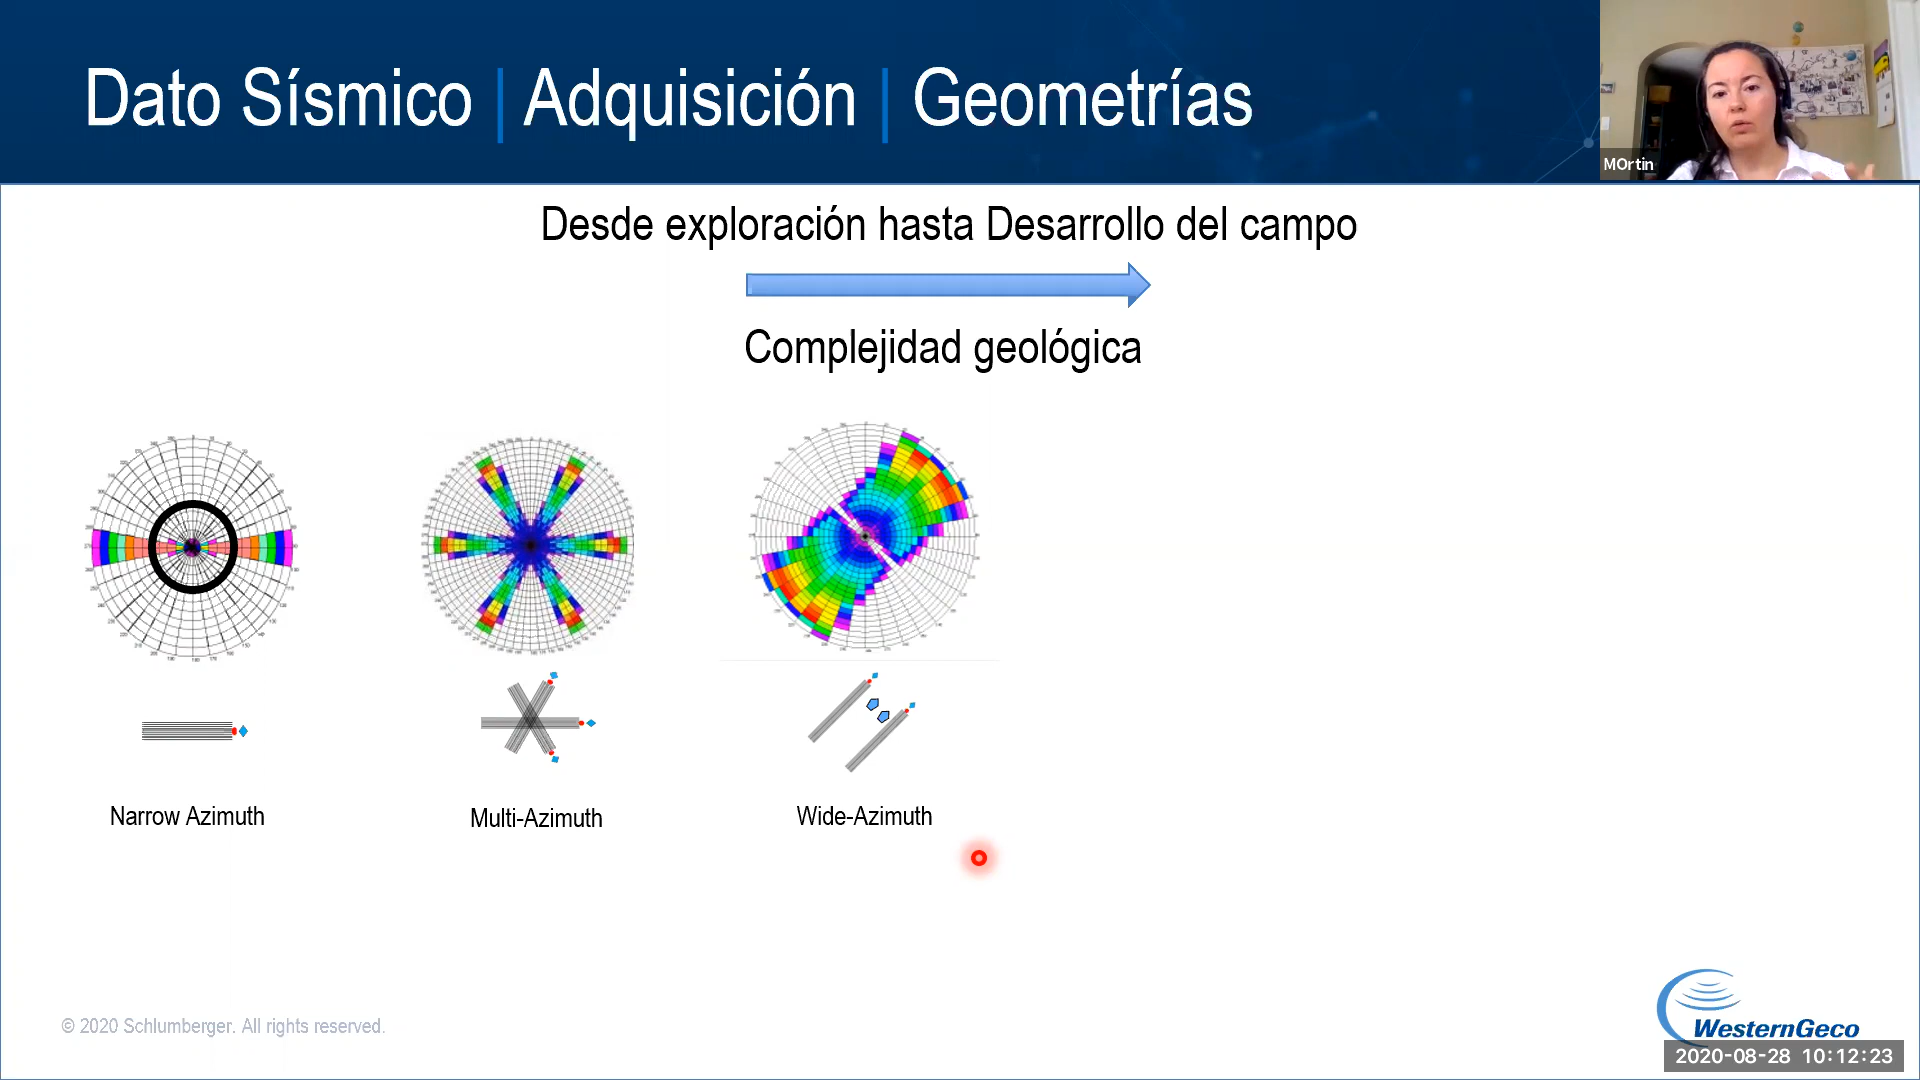 Dato Sísmico | Adquisición | Geometrías
MOrtin
Desde exploración hasta Desarrollo del campo
Complejidad geológica
Narrow Azimuth
Multi-Azimuth
Wide-Azimuth
© 2020 Schlumberger. All rights reserved.
WesternGeco
2020-08-28 10:12:23